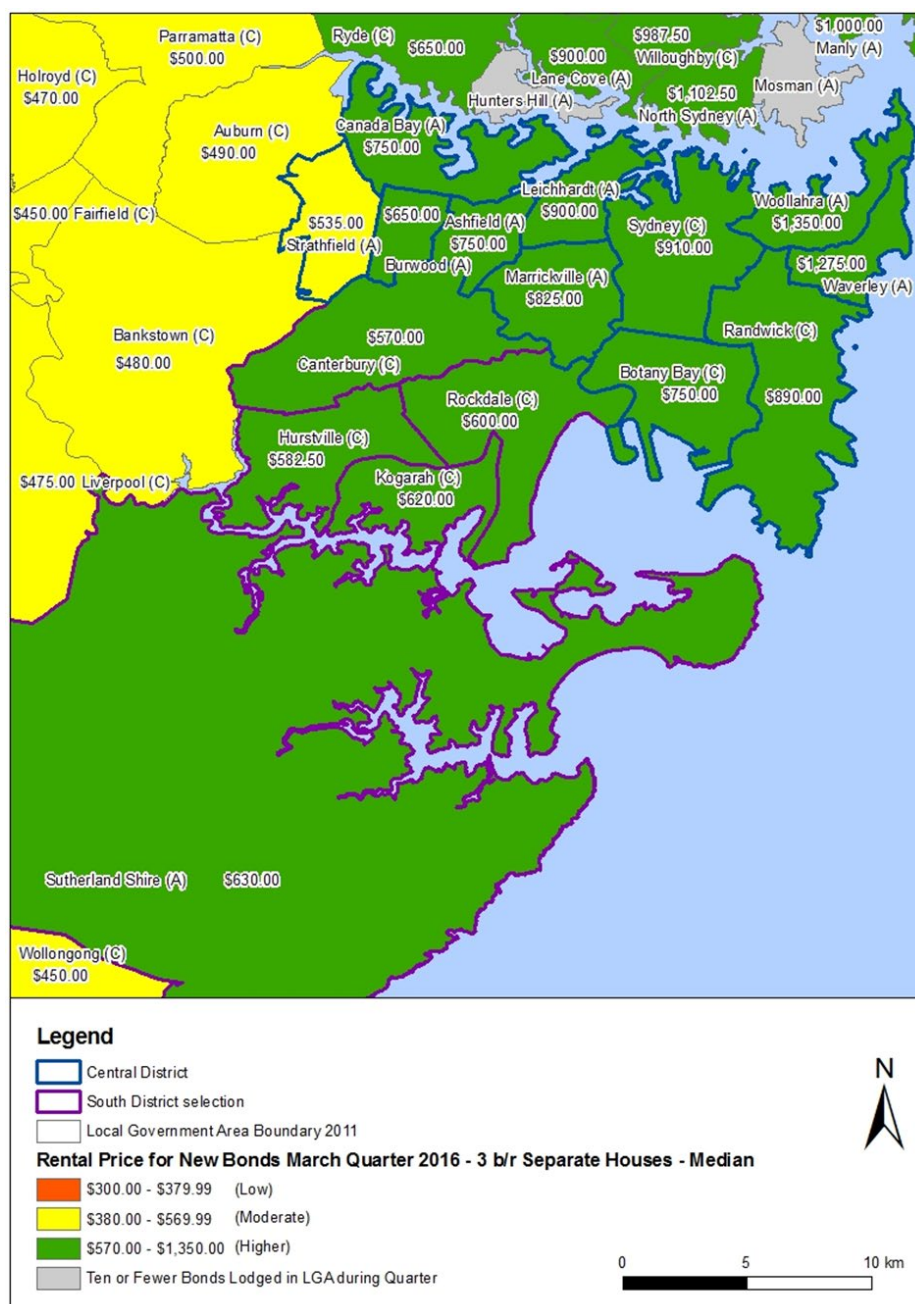 Parramatta (C)
$500.00
Ryde (C)
$650.00
$900.00
Lane Cove (A)
$987.50
Willoughby (C)
$1,000.00
Manly (A)
Holroyd (C)
$470.00
Hunters Hill (A)
$1,102.50
North Sydney (A)
Mosman (A)
Auburn (C)
$490.00
Canada Bay (A)
$750.00
$450.00 Fairfield (C)
$535.00
Strathfield (A)
$650.00
Burwood (A)
Ashfield (A)
$750.00
Leichhardt (A)
$900.00
Sydney (C)
$910.00
Woollahra (A)
$1,350.00
$1,275.00
Waverley (A)
Marrickville (A)
$825.00
Bankstown (C)
$480.00
$570.00
Canterbury (C)
Randwick (C)
$890.00
Botany Bay (C)
$750.00
Rockdale (C)
$600.00
Hurstville (C)
$582.50
Kogarah (C)
$620.00
$475.00 Liverpool (C)
Sutherland Shire (A) $630.00
Wollongong (C)
$450.00
Legend
Central District
South District selection
Local Government Area Boundary 2011
Rental Price for New Bonds March Quarter 2016 - 3 b/r Separate Houses - Median
$300.00 - $379.99 (Low)
$380.00 - $569.99 (Moderate)
$570.00 - $1,350.00 (Higher)
Ten or Fewer Bonds Lodged in LGA during Quarter
N
0 5 10 km